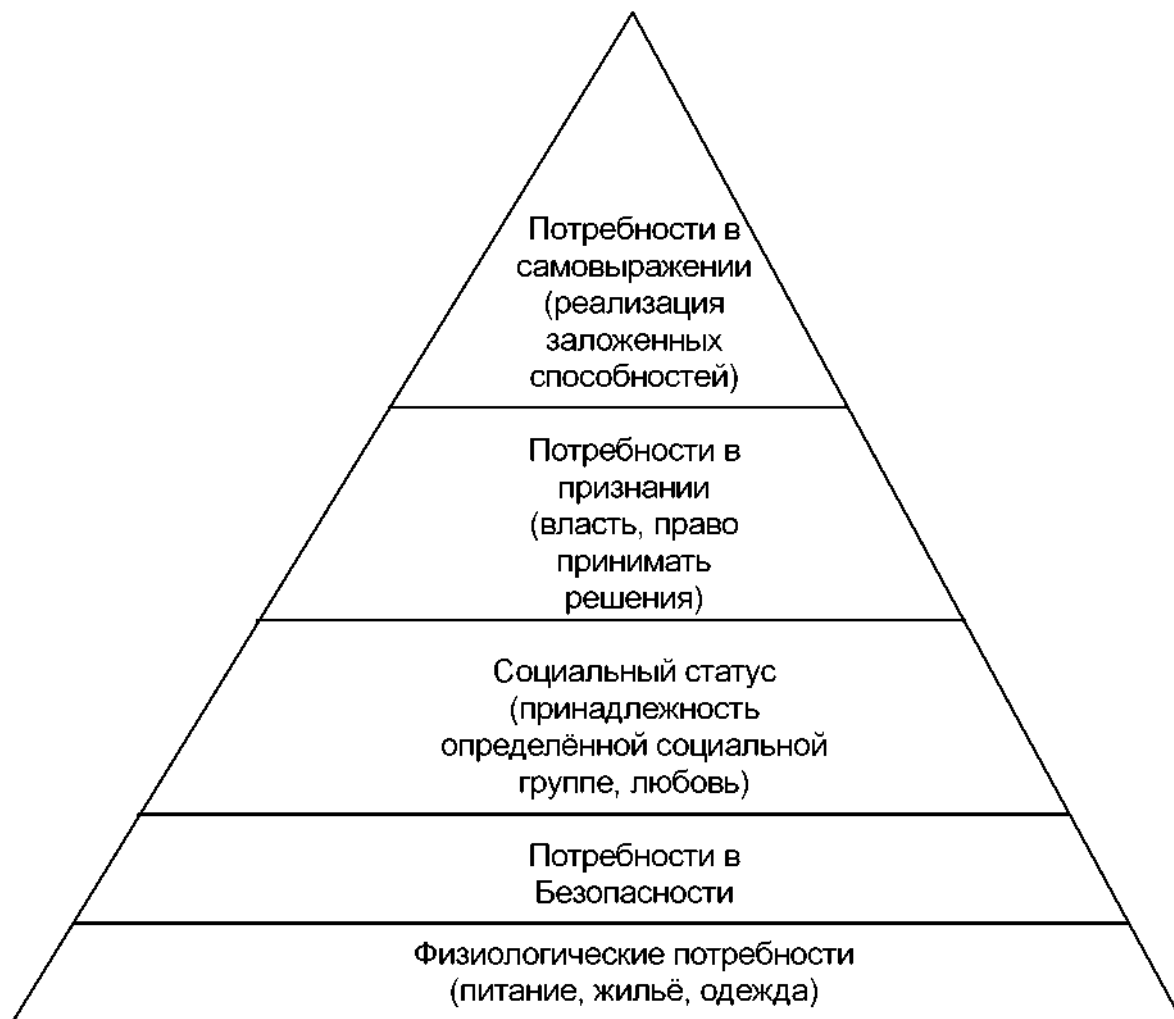 Потребности в
самовыражении
(реализация
заложенных
способностей)
Потребности в
признании
(власть, право
принимать
решения)
Социальный статус
(принадлежность
определённой социальной
группе, любовь)
Потребности в
Безопасности
Физиологические потребности
(питание, жильё, одежда)